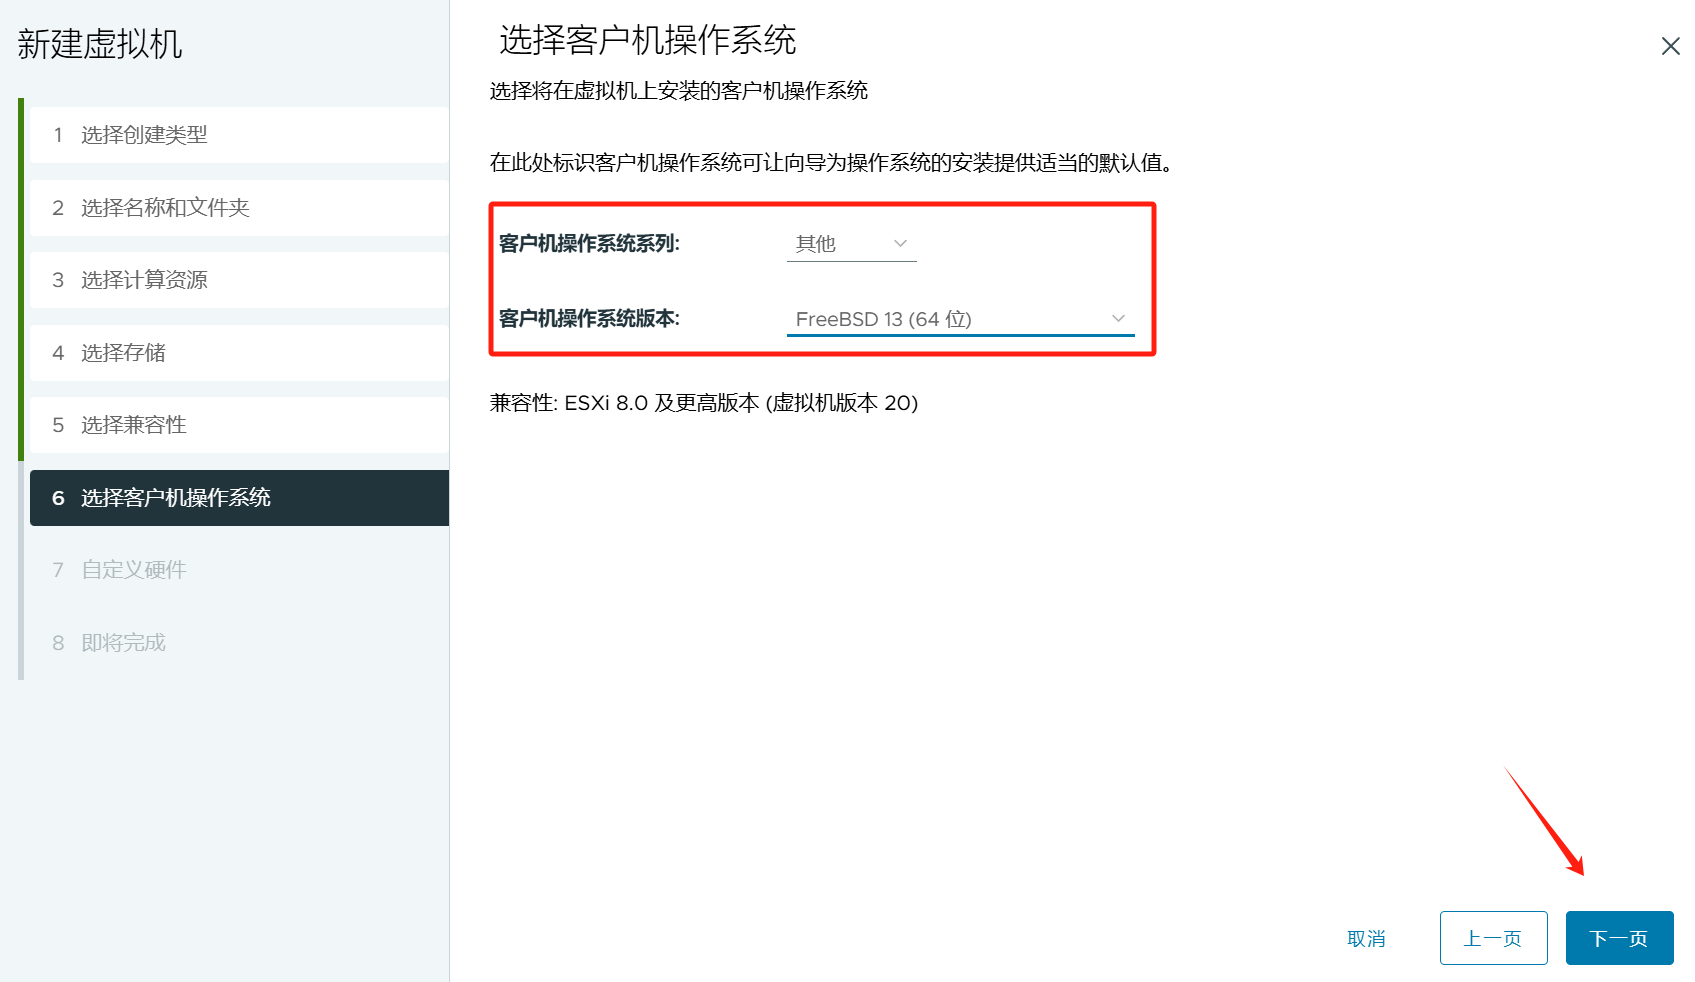 新建虚拟机
1 选择创建类型
2 选择名称和文件夹
3 选择计算资源
4 选择存储
5 选择兼容性
6 选择客户机操作系统
7 自定义硬件
8 即将完成
选择客户机操作系统
选择将在虚拟机上安装的客户机操作系统
在此处标识客户机操作系统可让向导为操作系统的安装提供适当的默认值。
客户机操作系统系列: 其他
客户机操作系统版本: FreeBSD 13 (64 位)
兼容性: ESXi 8.0 及更高版本 (虚拟机版本 20)
取消 上一页 下一页